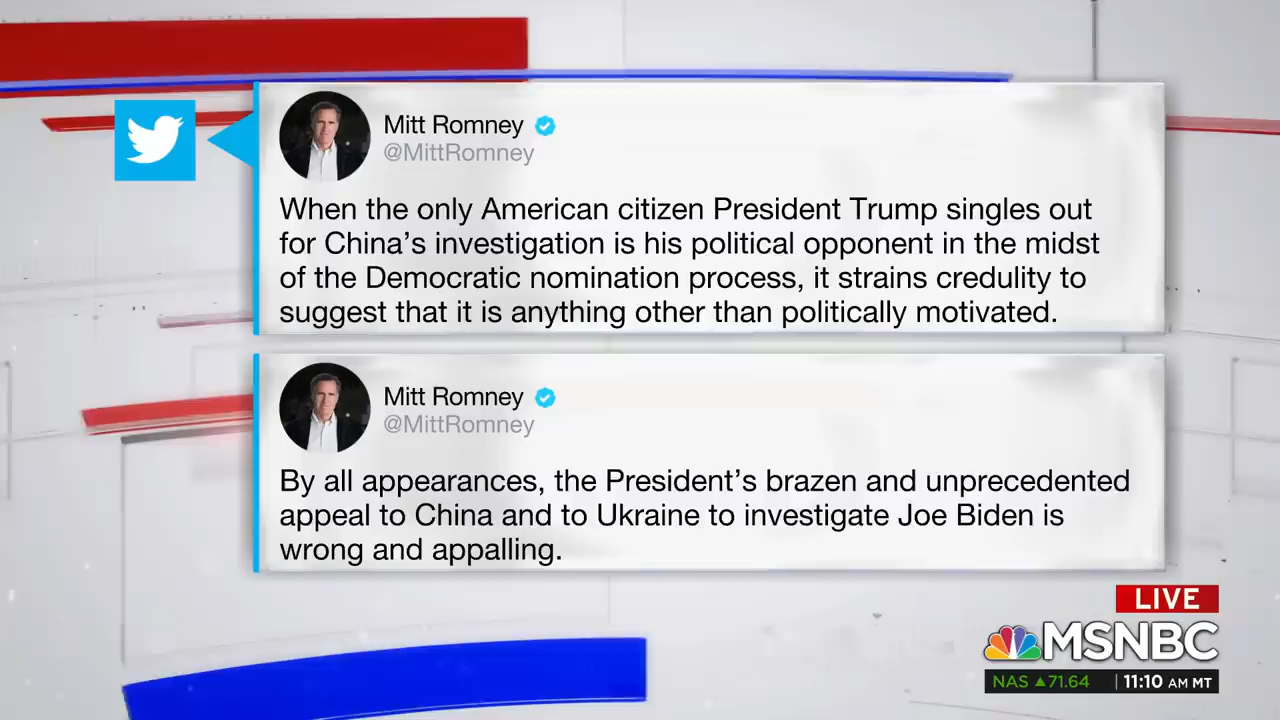 Mitt Romney
@MittRomney
When the only American citizen President Trump singles out
for China’s investigation is his political opponent in the midst
of the Democratic nomination process, it strains credulity to
suggest that it is anything other than politically motivated.
Mitt Romney
@MittRomney
By all appearances, the President’s brazen and unprecedented
appeal to China and to Ukraine to investigate Joe Biden is
wrong and appalling.
LIVE
MSNBC
NAS ▲71.64 | 11:10 AM MT